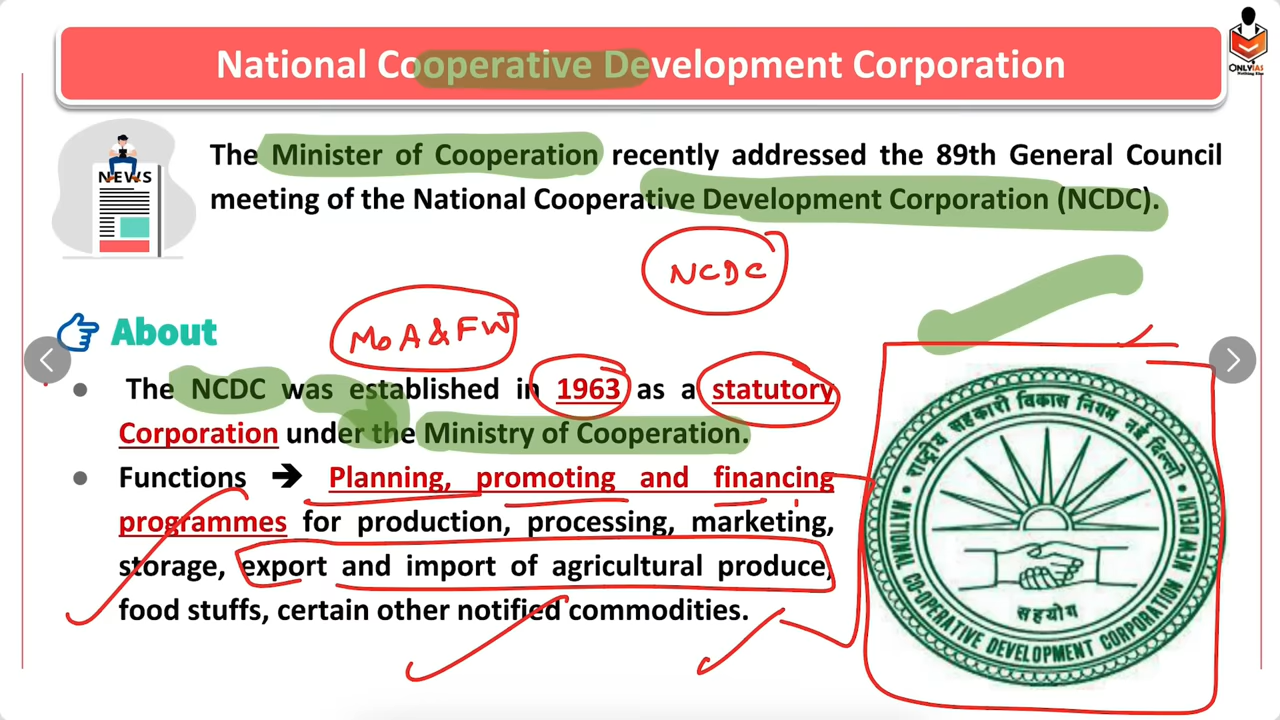 National Cooperative Development Corporation
ONLYIAS
Nothing Else
NEWS
The Minister of Cooperation recently addressed the 89th General Council
meeting of the National Cooperative Development Corporation (NCDC).
NCDC
MoA & FW
About
• The NCDC was established in 1963 as a statutory
Corporation under the Ministry of Cooperation.
• Functions → Planning, promoting and financing
programmes for production, processing, marketing,
storage, export and import of agricultural produce,
food stuffs, certain other notified commodities.
राष्ट्रीय सहकारी विकास निगम नई दिल्ली
सहयोग
NATIONAL CO-OPERATIVE DEVELOPMENT CORPORATION NEW DELHI